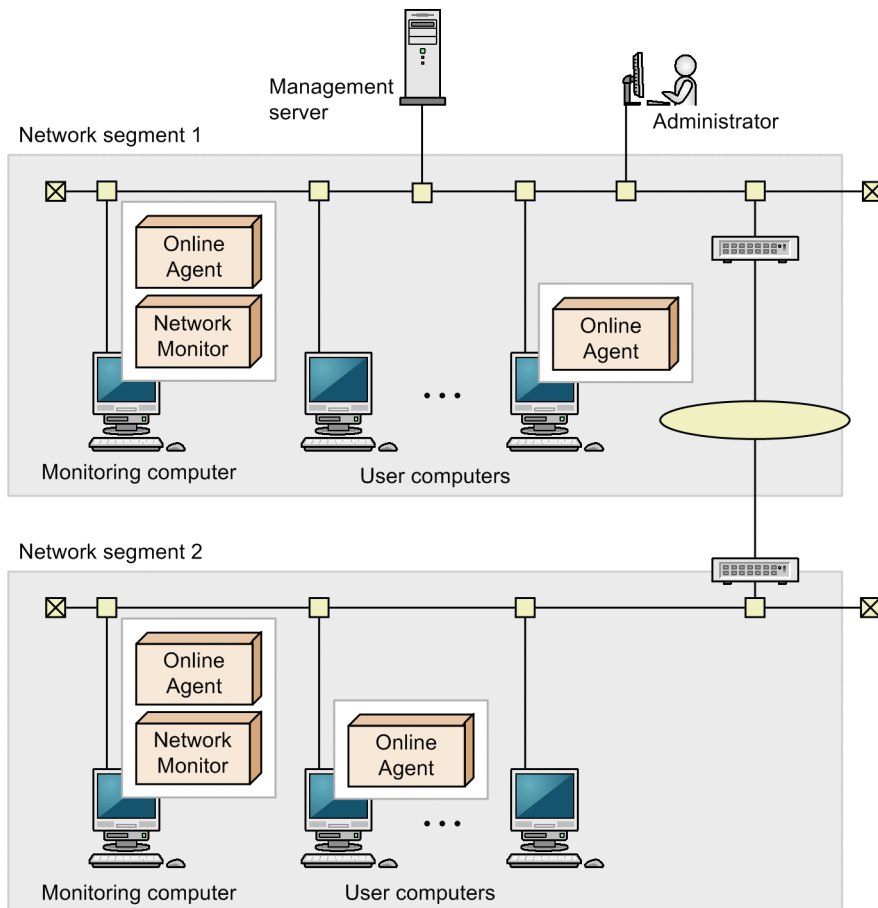 Management
server
Administrator
Network segment 1
Online
Agent
Network
Monitor
Online
Agent
...
Monitoring computer
User computers
Network segment 2
Online
Agent
Network
Monitor
Online
Agent
...
Monitoring computer
User computers